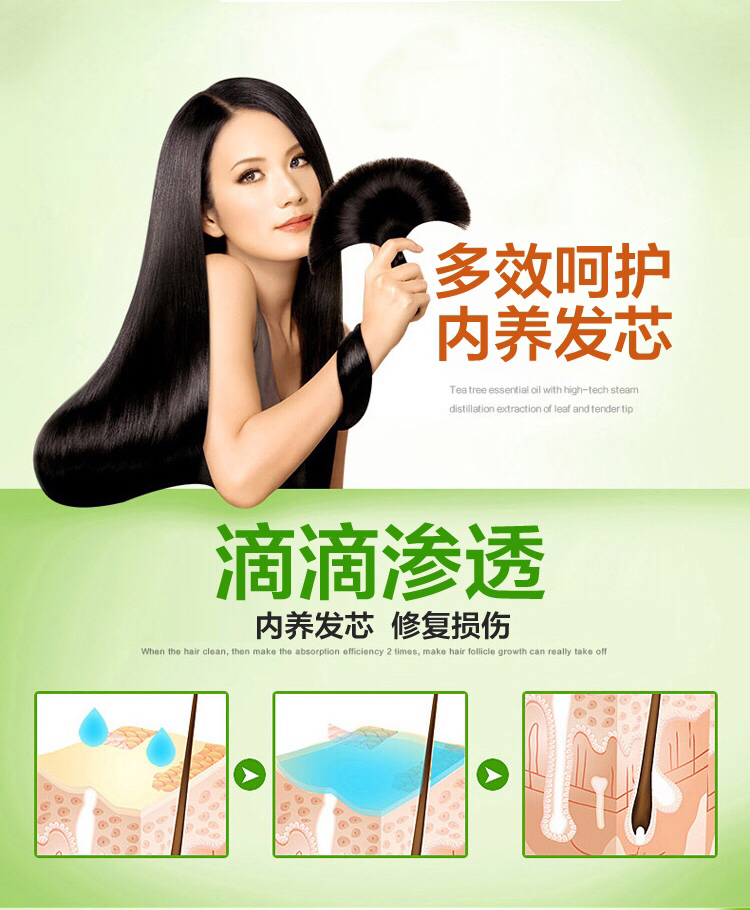 多效呵护
内养发芯
Tea tree essential oil with high-tech steam
distillation extraction of leaf and tender tip
滴滴渗透
内养发芯 修复损伤
When the hair clean, then make the absorption efficiency 2 times, make hair follicle growth can really take off